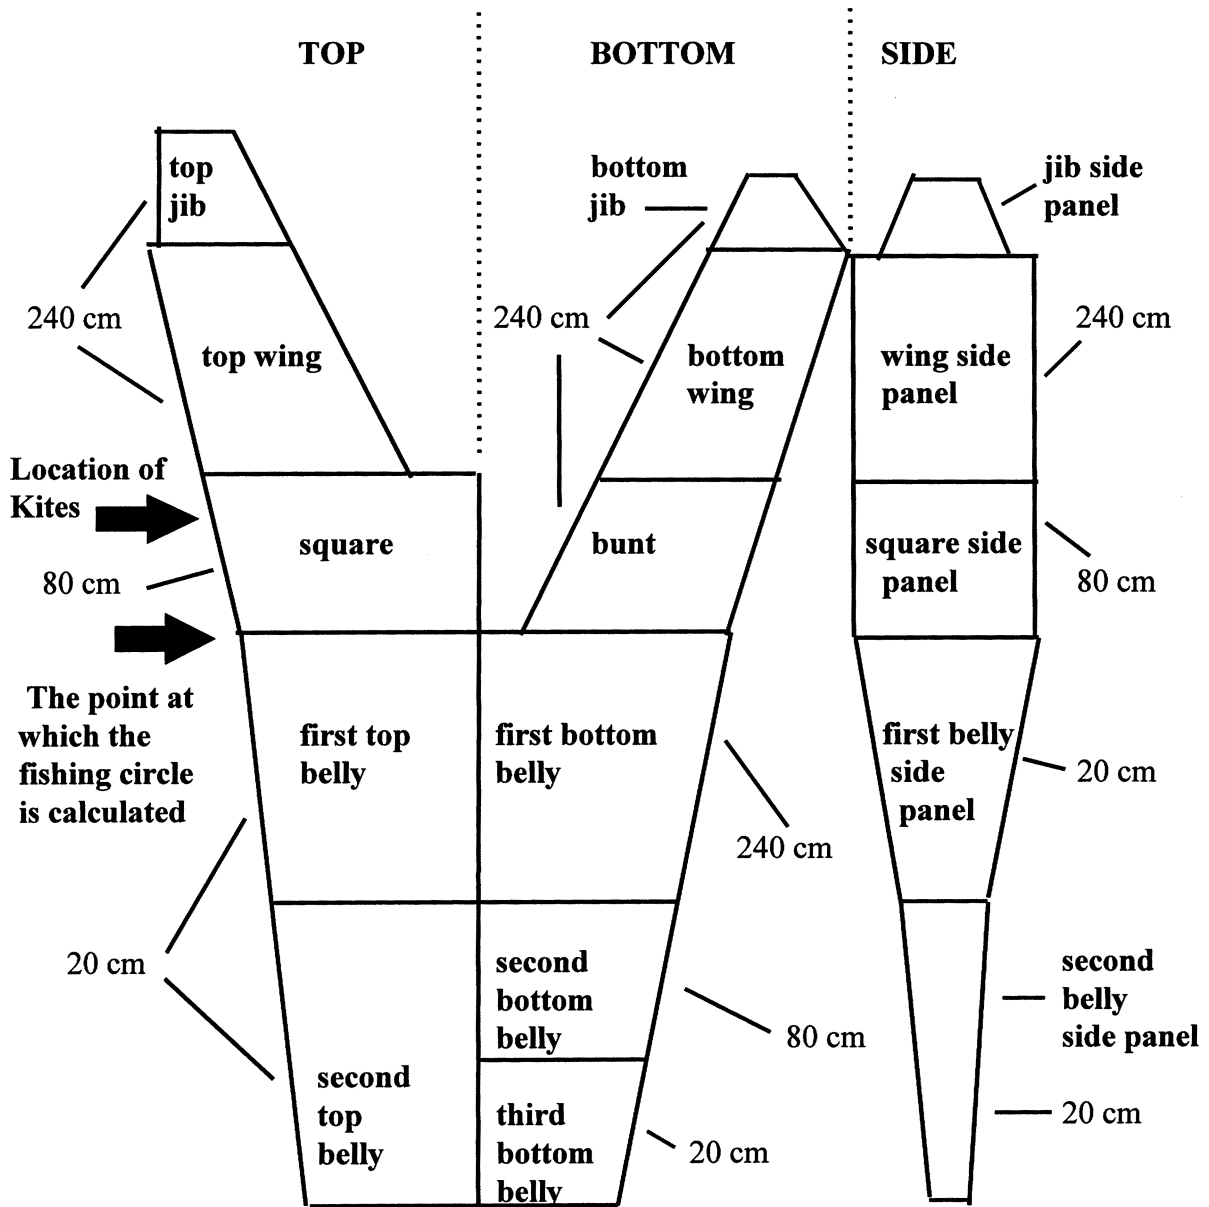 TOP
BOTTOM
SIDE
top
jib
240 cm
top wing
Location of
Kites
square
80 cm
The point at
which the
fishing circle
is calculated
first top
belly
20 cm
second
top
belly
bottom
jib
240 cm
bottom
wing
bunt
first bottom
belly
240 cm
second
bottom
belly
80 cm
third
bottom
belly
20 cm
jib side
panel
240 cm
wing side
panel
square side
panel
80 cm
first belly
side
panel
20 cm
second
belly
side panel
20 cm